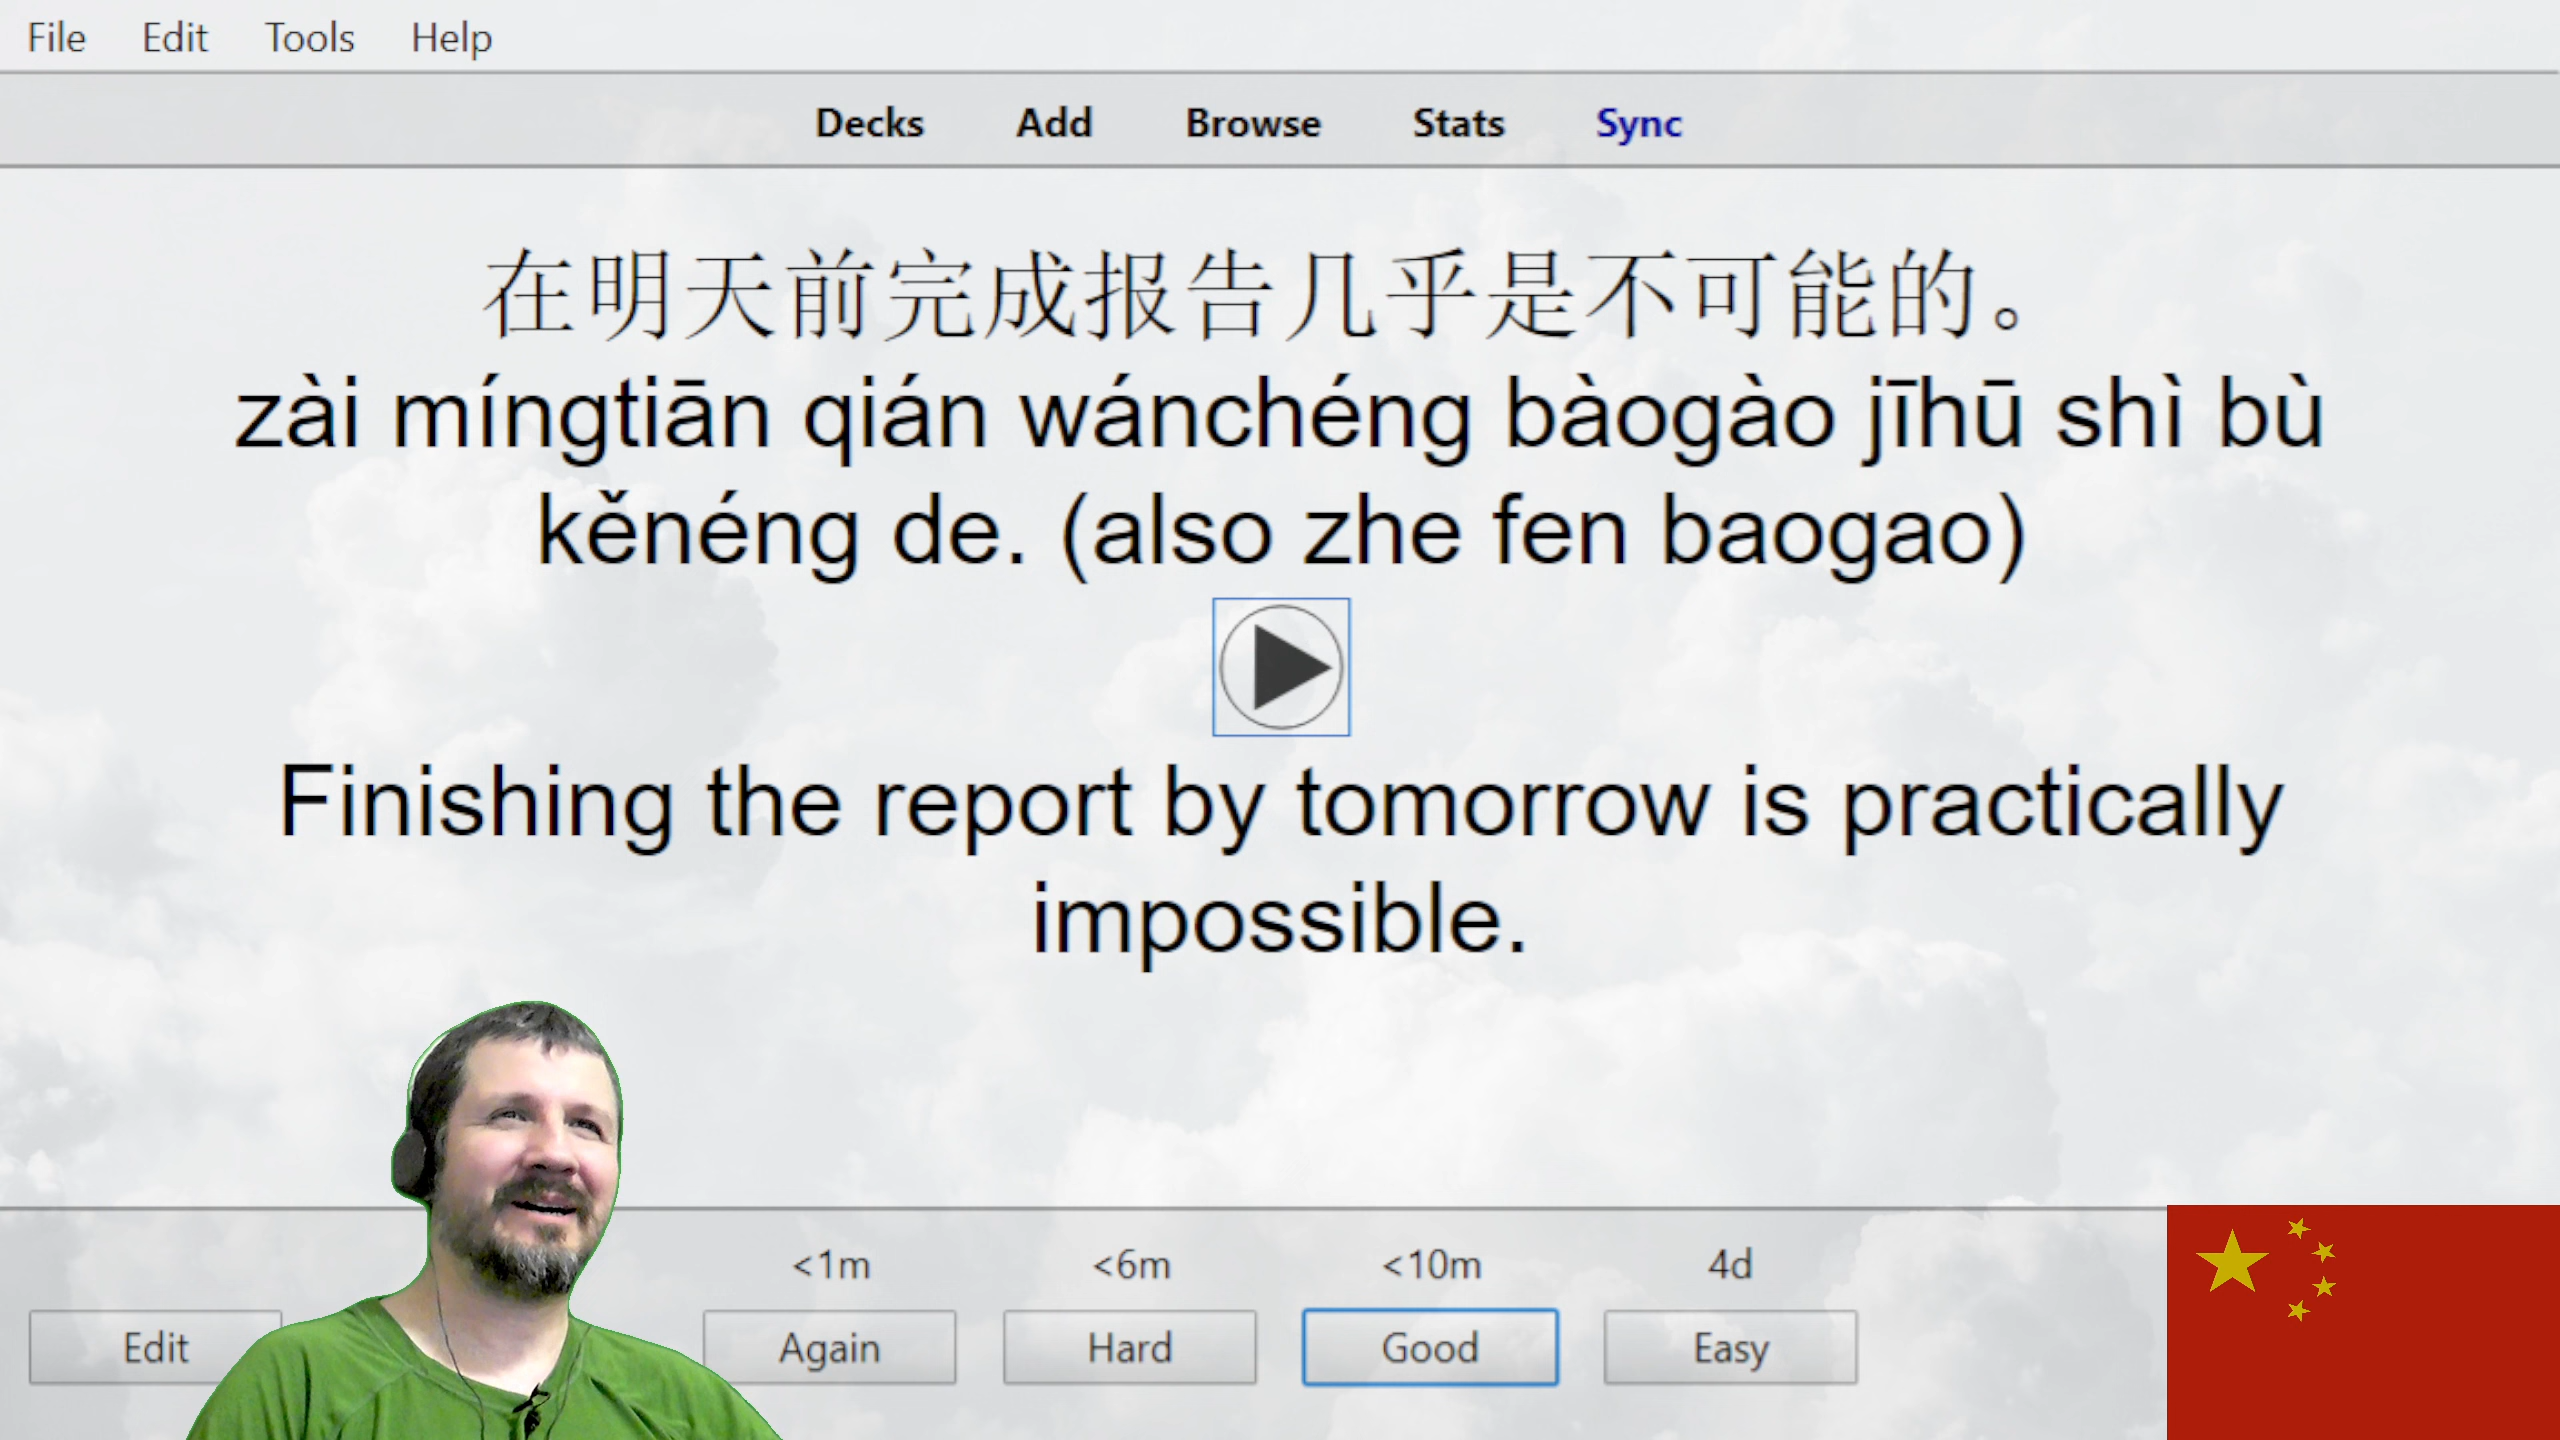 File Edit Tools Help
Decks Add Browse Stats Sync
在明天前完成报告几乎是不可能的。
zài míngtiān qián wánchéng bàogào jīhū shì bù
kěnéng de. (also zhe fen baogao)
Finishing the report by tomorrow is practically
impossible.
<1m <6m <10m 4d
Edit Again Hard Good Easy